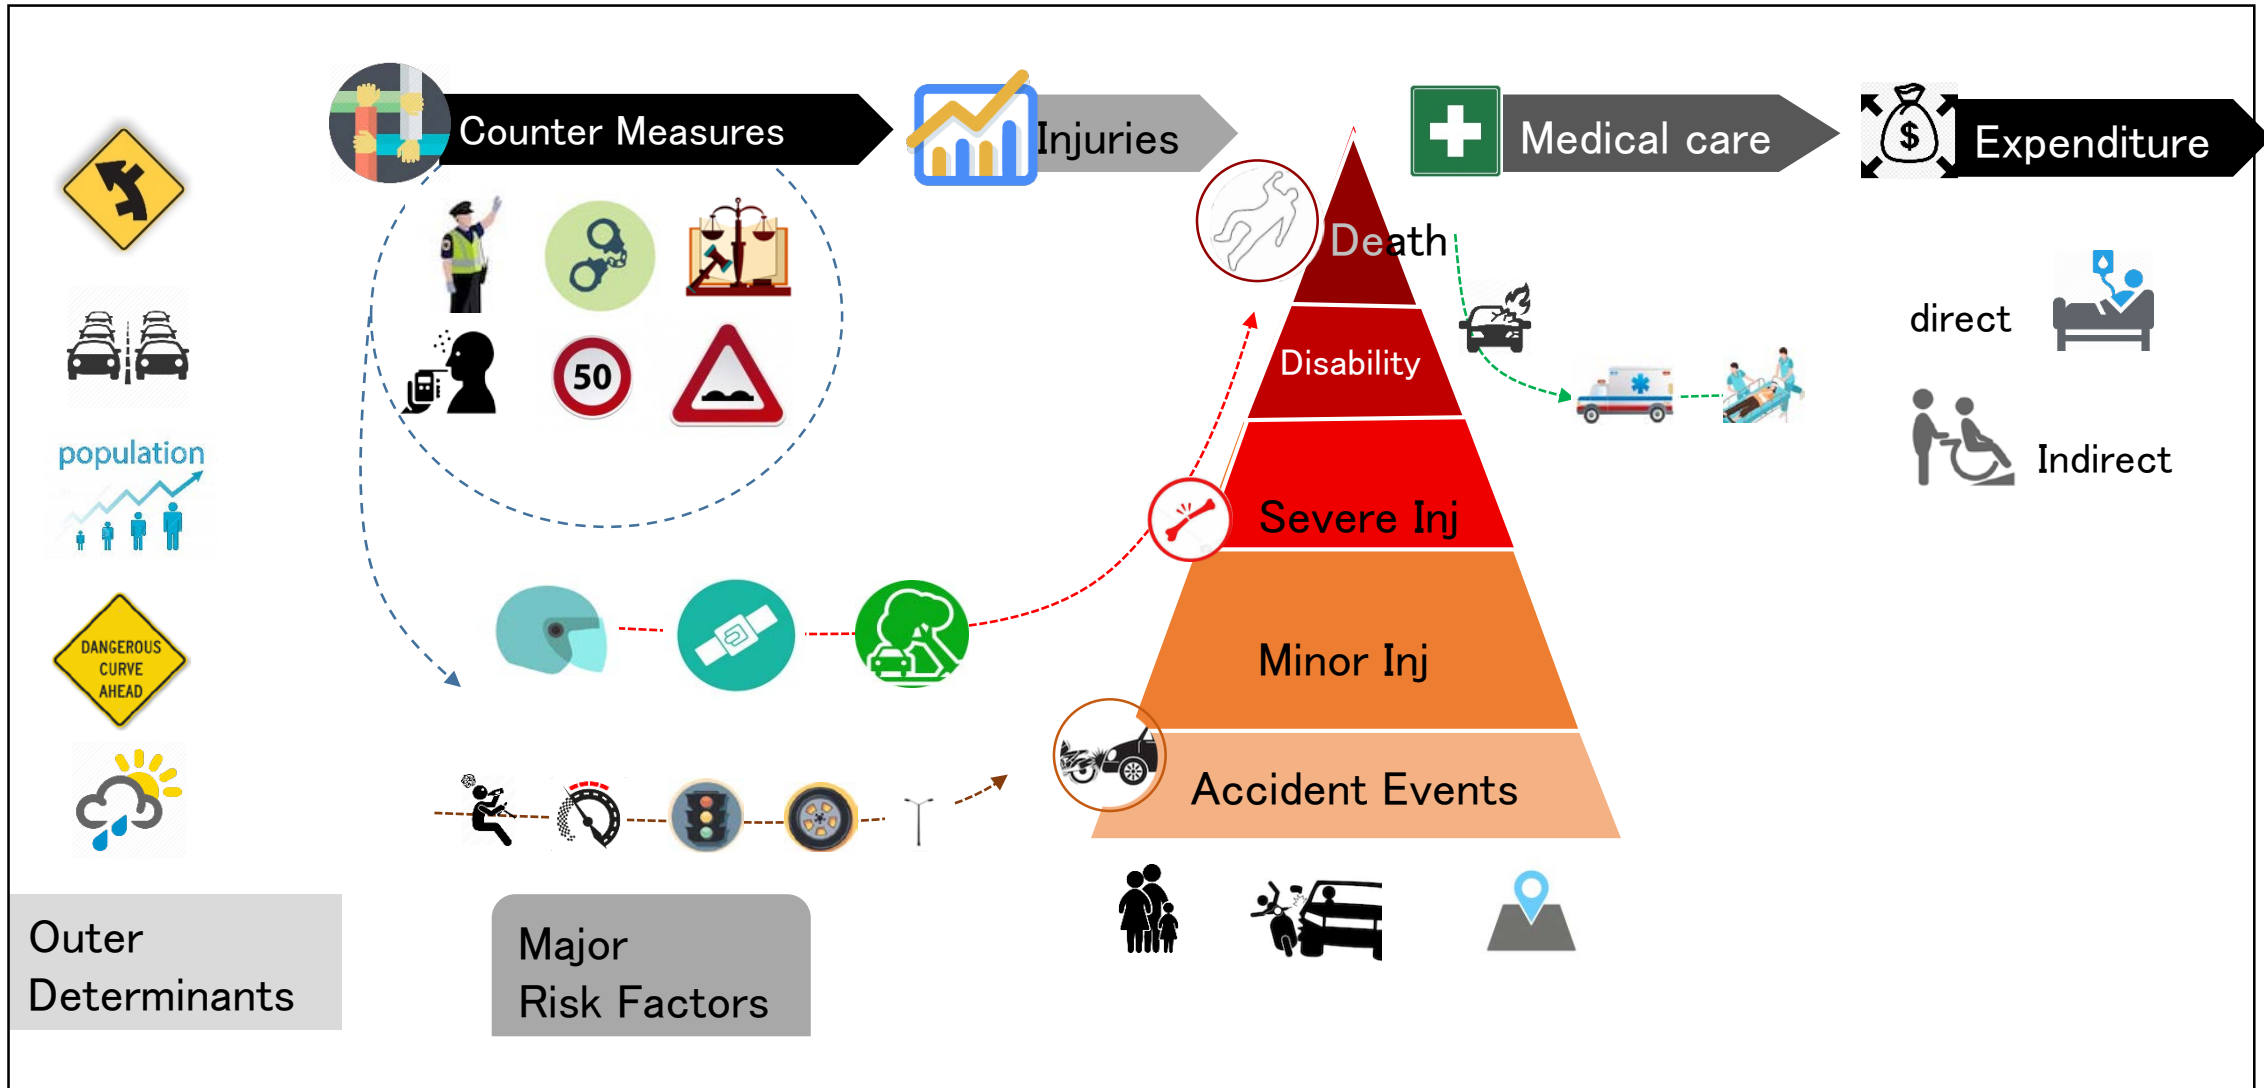 Counter Measures
Injuries
Medical care
$
Expenditure
50
Death
Disability
Severe Inj
Minor Inj
Accident Events
direct
Indirect
population
DANGEROUS
CURVE
AHEAD
Outer
Determinants
Major
Risk Factors